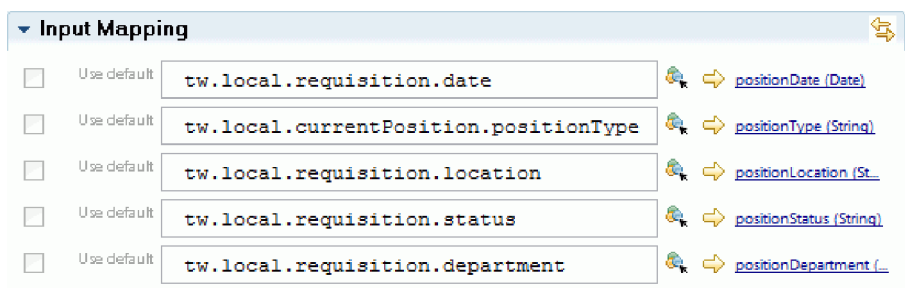 Input Mapping
Use default tw.local.requisition.date positionDate (Date)
Use default tw.local.currentPosition.positionType positionType (String)
Use default tw.local.requisition.location positionLocation (St...
Use default tw.local.requisition.status positionStatus (String)
Use default tw.local.requisition.department positionDepartment (...